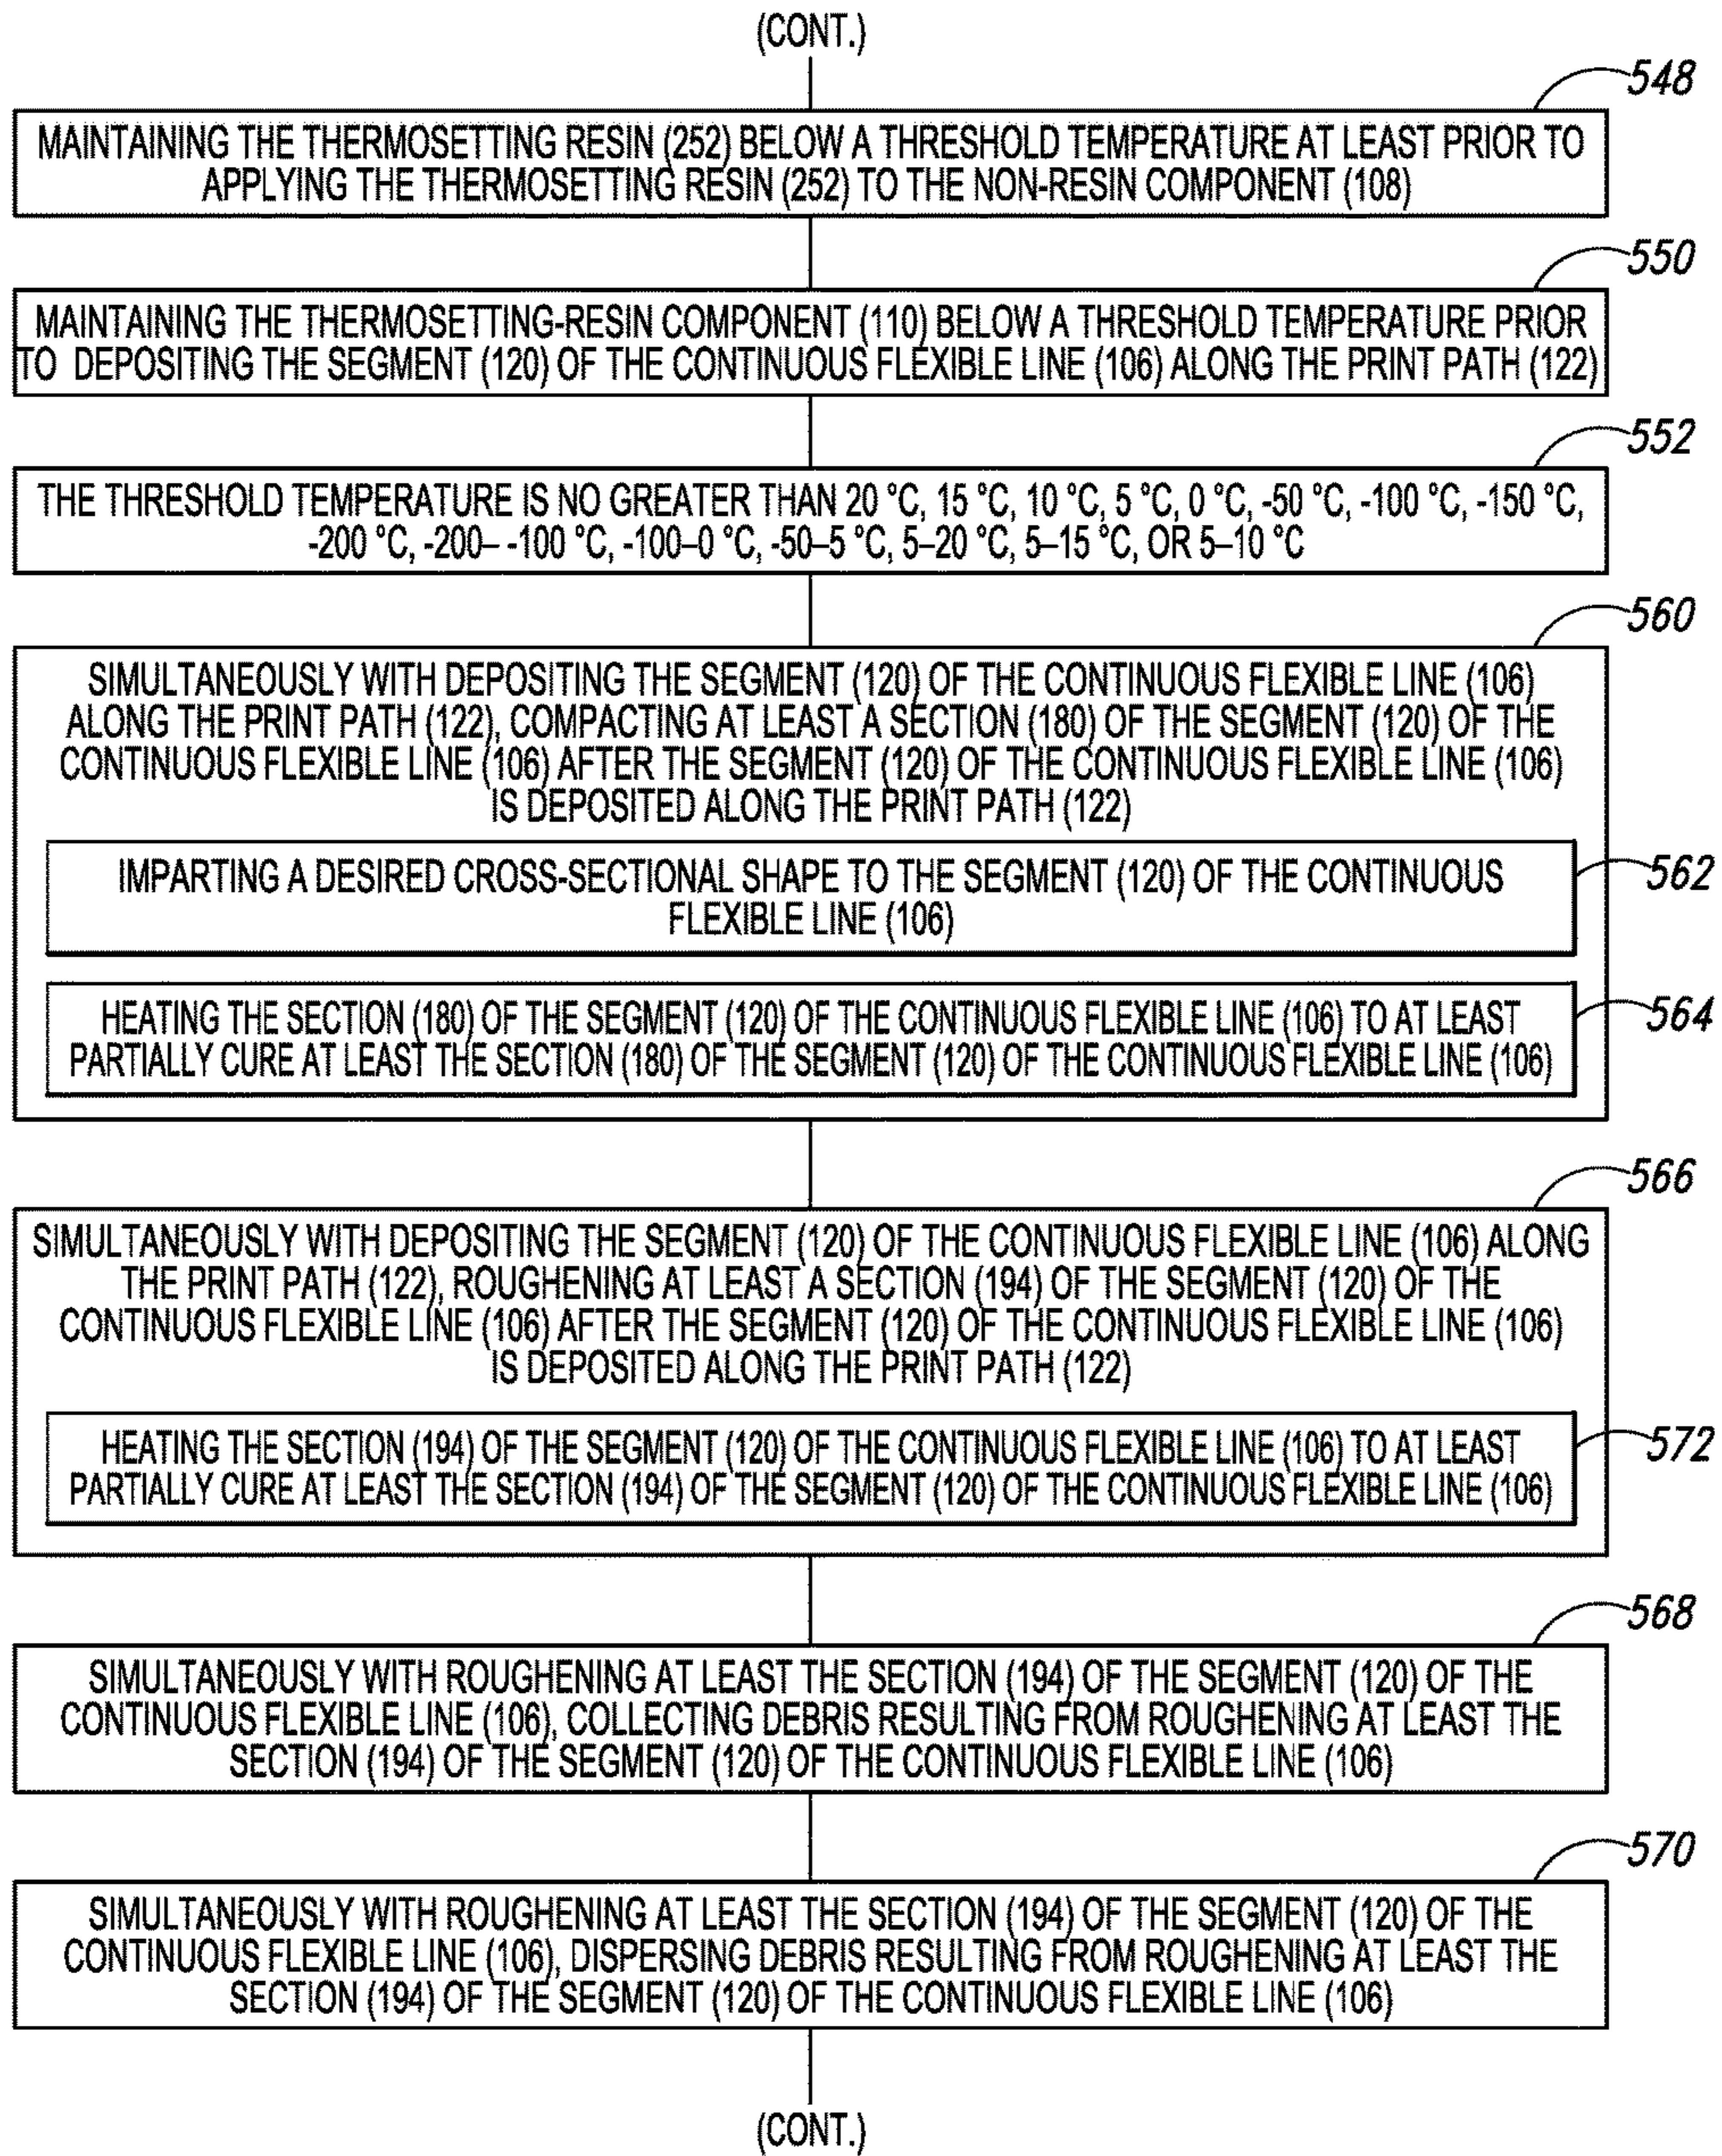 (CONT.)
548
MAINTAINING THE THERMOSETTING RESIN (252) BELOW A THRESHOLD TEMPERATURE AT LEAST PRIOR TO
APPLYING THE THERMOSETTING RESIN (252) TO THE NON-RESIN COMPONENT (108)
550
MAINTAINING THE THERMOSETTING-RESIN COMPONENT (110) BELOW A THRESHOLD TEMPERATURE PRIOR
TO DEPOSITING THE SEGMENT (120) OF THE CONTINUOUS FLEXIBLE LINE (106) ALONG THE PRINT PATH (122)
552
THE THRESHOLD TEMPERATURE IS NO GREATER THAN 20 °C, 15 °C, 10 °C, 5 °C, 0 °C, -50 °C, -100 °C, -150 °C,
-200 °C, -200– -100 °C, -100–0 °C, -50–5 °C, 5–20 °C, 5–15 °C, OR 5–10 °C
560
SIMULTANEOUSLY WITH DEPOSITING THE SEGMENT (120) OF THE CONTINUOUS FLEXIBLE LINE (106)
ALONG THE PRINT PATH (122), COMPACTING AT LEAST A SECTION (180) OF THE SEGMENT (120) OF THE
CONTINUOUS FLEXIBLE LINE (106) AFTER THE SEGMENT (120) OF THE CONTINUOUS FLEXIBLE LINE (106)
IS DEPOSITED ALONG THE PRINT PATH (122)
IMPARTING A DESIRED CROSS-SECTIONAL SHAPE TO THE SEGMENT (120) OF THE CONTINUOUS
FLEXIBLE LINE (106)
562
HEATING THE SECTION (180) OF THE SEGMENT (120) OF THE CONTINUOUS FLEXIBLE LINE (106) TO AT LEAST
PARTIALLY CURE AT LEAST THE SECTION (180) OF THE SEGMENT (120) OF THE CONTINUOUS FLEXIBLE LINE (106)
564
566
SIMULTANEOUSLY WITH DEPOSITING THE SEGMENT (120) OF THE CONTINUOUS FLEXIBLE LINE (106) ALONG
THE PRINT PATH (122), ROUGHENING AT LEAST A SECTION (194) OF THE SEGMENT (120) OF THE
CONTINUOUS FLEXIBLE LINE (106) AFTER THE SEGMENT (120) OF THE CONTINUOUS FLEXIBLE LINE (106)
IS DEPOSITED ALONG THE PRINT PATH (122)
HEATING THE SECTION (194) OF THE SEGMENT (120) OF THE CONTINUOUS FLEXIBLE LINE (106) TO AT LEAST
PARTIALLY CURE AT LEAST THE SECTION (194) OF THE SEGMENT (120) OF THE CONTINUOUS FLEXIBLE LINE (106)
572
568
SIMULTANEOUSLY WITH ROUGHENING AT LEAST THE SECTION (194) OF THE SEGMENT (120) OF THE
CONTINUOUS FLEXIBLE LINE (106), COLLECTING DEBRIS RESULTING FROM ROUGHENING AT LEAST THE
SECTION (194) OF THE SEGMENT (120) OF THE CONTINUOUS FLEXIBLE LINE (106)
570
SIMULTANEOUSLY WITH ROUGHENING AT LEAST THE SECTION (194) OF THE SEGMENT (120) OF THE
CONTINUOUS FLEXIBLE LINE (106), DISPERSING DEBRIS RESULTING FROM ROUGHENING AT LEAST THE
SECTION (194) OF THE SEGMENT (120) OF THE CONTINUOUS FLEXIBLE LINE (106)
(CONT.)